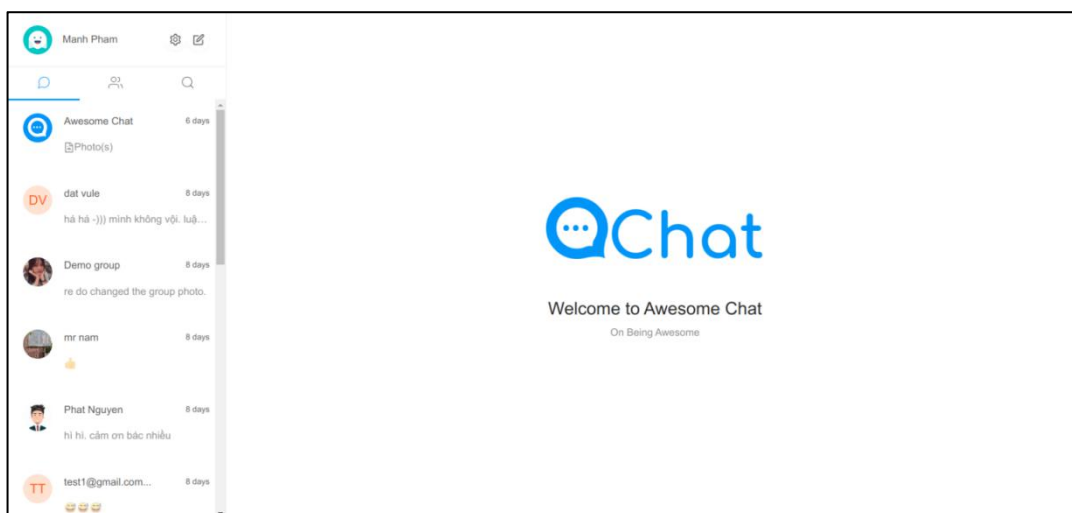 Manh Pham
Awesome Chat 6 days
Photo(s)
DV
dat vule 8 days
há há -))) mình không vội. luậ...
Demo group 8 days
re do changed the group photo.
mr nam 8 days
Phat Nguyen 8 days
hì hì. cảm ơn bác nhiều
TT
test1@gmail.com... 8 days
Chat
Welcome to Awesome Chat
On Being Awesome